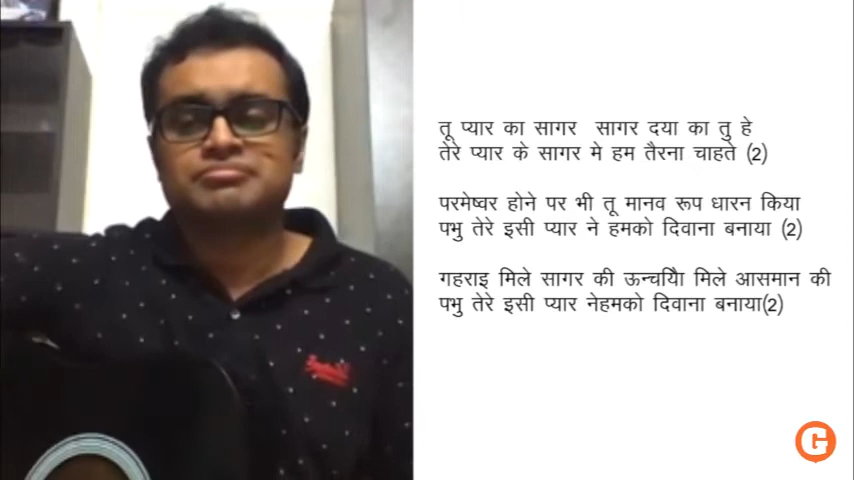 तू प्यार का सागर सागर दया का तु हे
तेरे प्यार के सागर मे हम तैरना चाहते (2)
परमेष्वर होने पर भी तू मानव रूप धारन किया
पभु तेरे इसी प्यार ने हमको दिवाना बनाया (2)
गहराइ मिले सागर की ऊन्चयिा मिले आसमान की
पभु तेरे इसी प्यार नेहमको दिवाना बनाया(2)
G